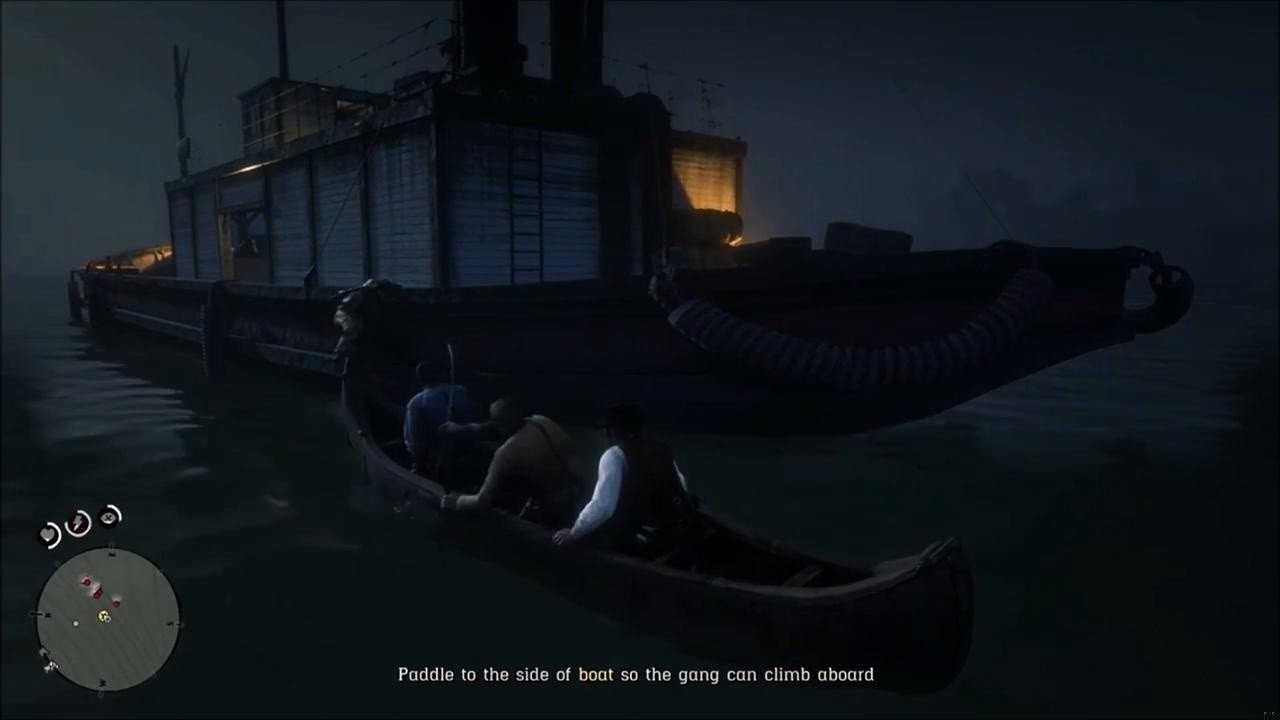 Paddle to the side of boat so the gang can climb aboard